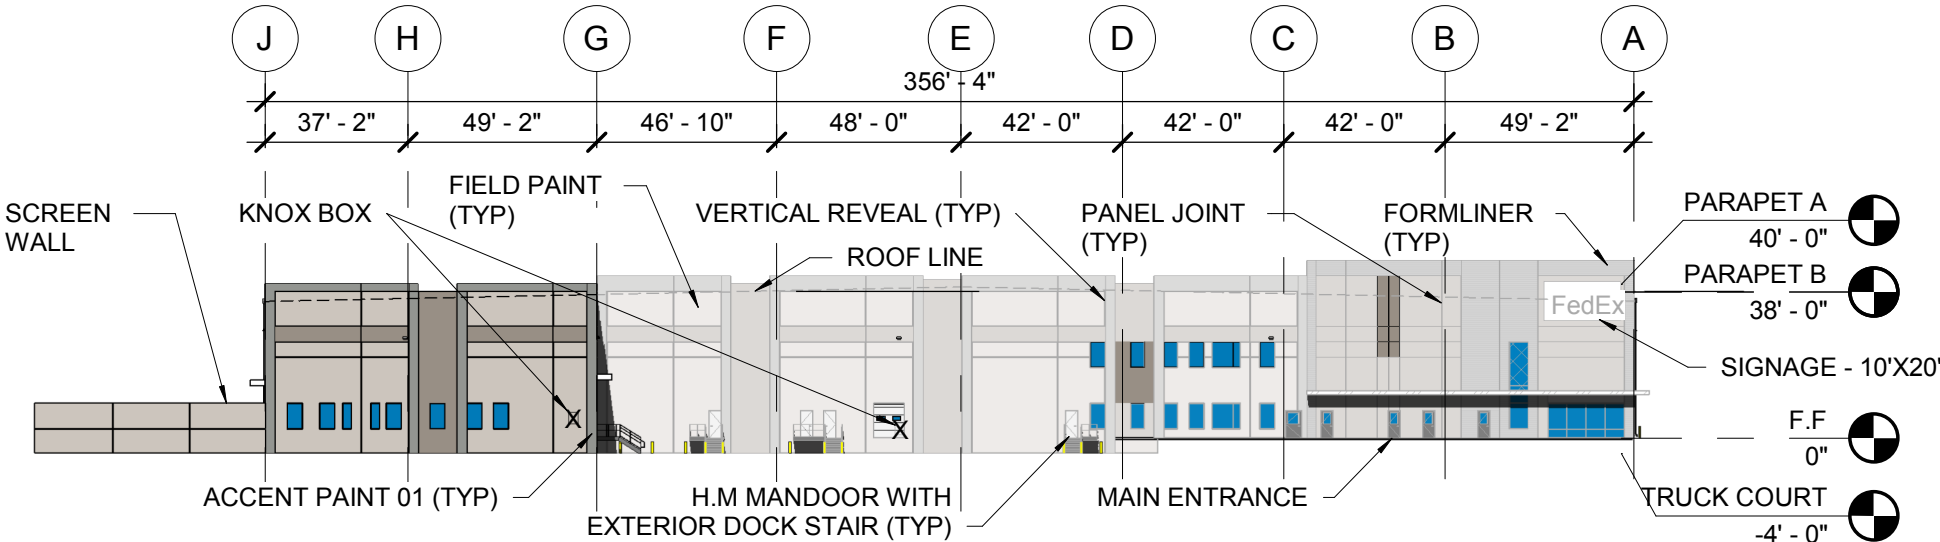 J H G F E D C B A
356' - 4"
37' - 2" 49' - 2" 46' - 10" 48' - 0" 42' - 0" 42' - 0" 42' - 0" 49' - 2"
SCREEN
WALL
KNOX BOX
FIELD PAINT
(TYP)
VERTICAL REVEAL (TYP)
ROOF LINE
PANEL JOINT
(TYP)
FORMLINER
(TYP)
PARAPET A
40' - 0"
PARAPET B
38' - 0"
FedEx
SIGNAGE - 10'X20'
F.F
0"
ACCENT PAINT 01 (TYP)
H.M MANDOOR WITH
EXTERIOR DOCK STAIR (TYP)
MAIN ENTRANCE
TRUCK COURT
-4' - 0"